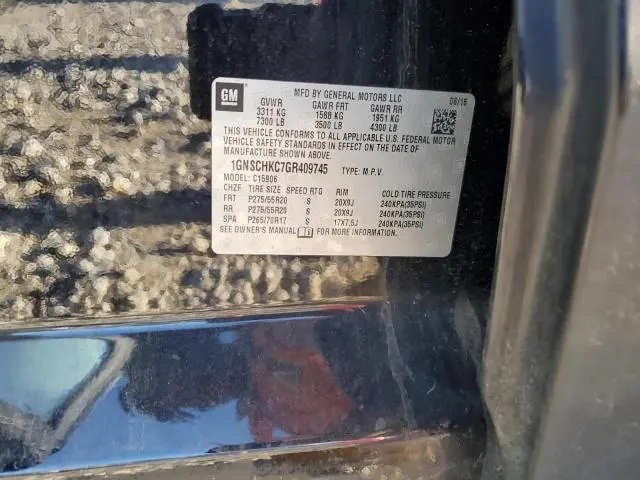 GM
MFD BY GENERAL MOTORS LLC 06/16
GVWR GAWR FRT GAWR RR
3311 KG 1588 KG 1951 KG
7300 LB 3500 LB 4300 LB
THIS VEHICLE CONFORMS TO ALL APPLICABLE U.S. FEDERAL MOTOR
VEHICLE SAFETY STANDARDS IN EFFECT ON THE DATE OF
MANUFACTURE SHOWN ABOVE.
1GNSCHKC7GR409745 TYPE: M.P.V.
MODEL: C15906
CHZF: TIRE SIZE SPEED RTG RIM COLD TIRE PRESSURE
FRT P275/55R20 S 20X9J 240KPA(35PSI)
RR P275/55R20 S 20X9J 240KPA(35PSI)
SPA P265/70R17 S 17X7.5J 240KPA(35PSI)
SEE OWNER'S MANUAL i FOR MORE INFORMATION.